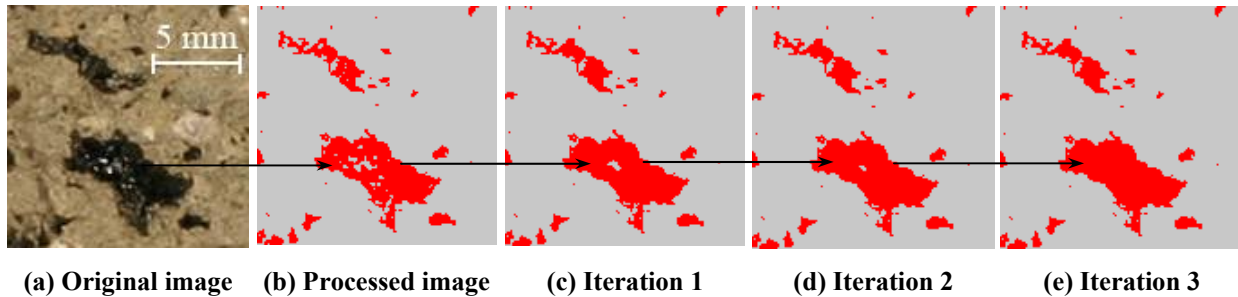 5 mm
(a) Original image
(b) Processed image
(c) Iteration 1
(d) Iteration 2
(e) Iteration 3